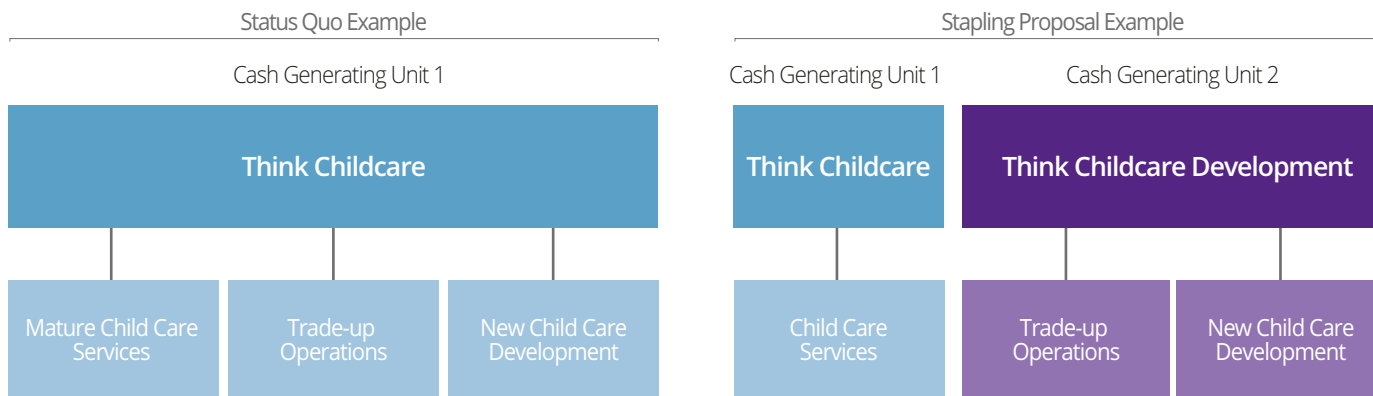 Status Quo Example
Cash Generating Unit 1
Think Childcare
Mature Child Care
Services
Trade-up
Operations
New Child Care
Development
Stapling Proposal Example
Cash Generating Unit 1
Cash Generating Unit 2
Think Childcare
Think Childcare Development
Child Care
Services
Trade-up
Operations
New Child Care
Development